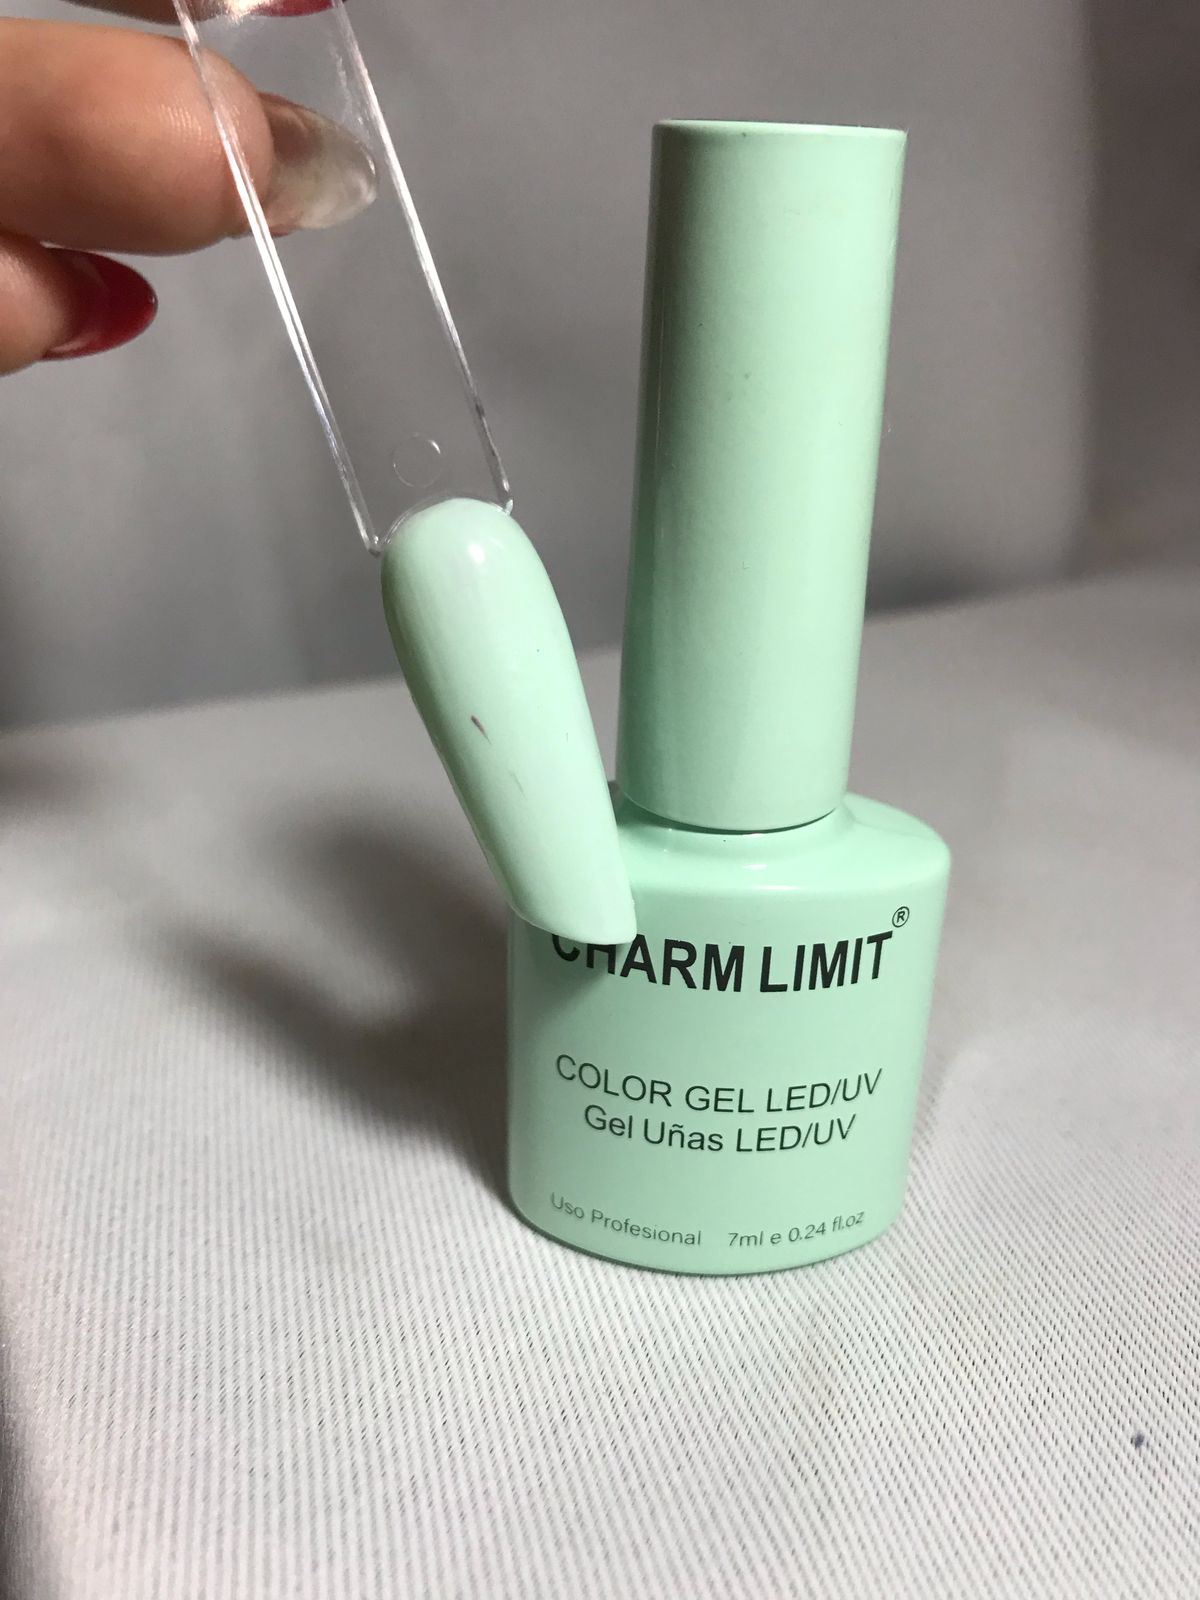 CHARM LIMIT®
COLOR GEL LED/UV
Gel Uñas LED/UV
Uso Profesional 7ml e 0.24 fl.oz